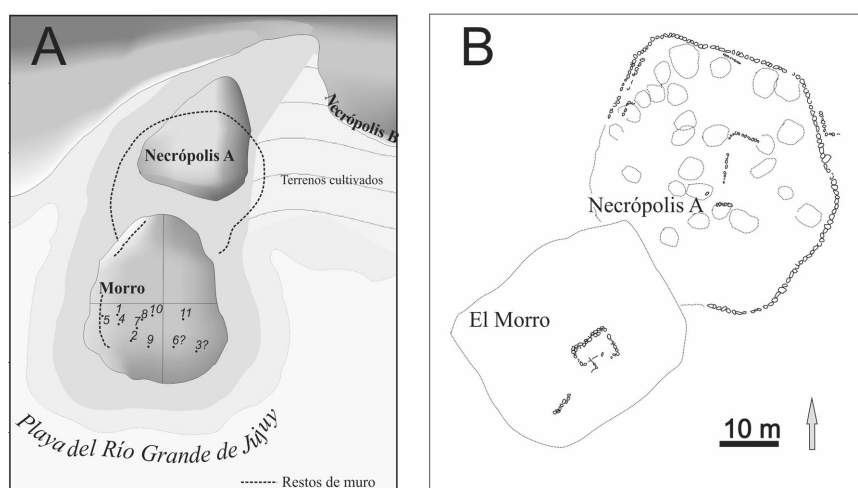 A
Necrópolis B
Necrópolis A
Terrenos cultivados
Morro
1
8
10
11
5
4
7
2
9
6?
3?
Playa del Río Grande de Jujuy
Restos de muro
B
Necrópolis A
El Morro
10 m